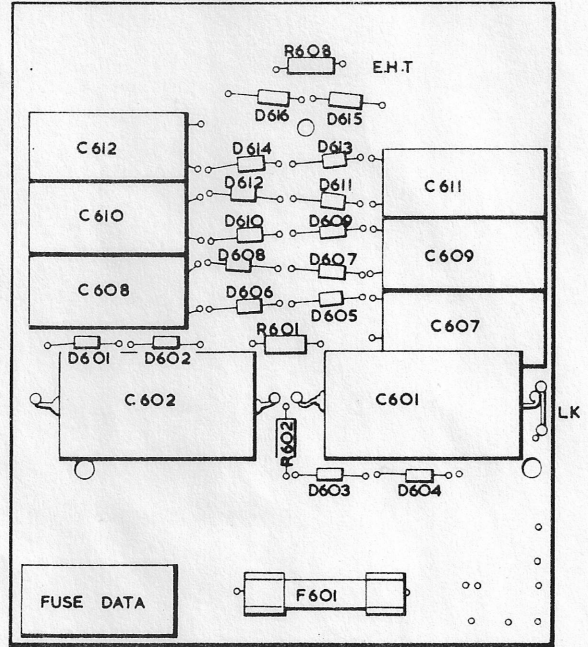 R608
E.H.T
D616
D615
C612
D614
D613
D612
D611
C611
C610
D610
D609
D608
D607
C609
C608
D606
D605
R601
C607
D601
D602
C602
C601
LK
R602
D603
D604
FUSE DATA
F601